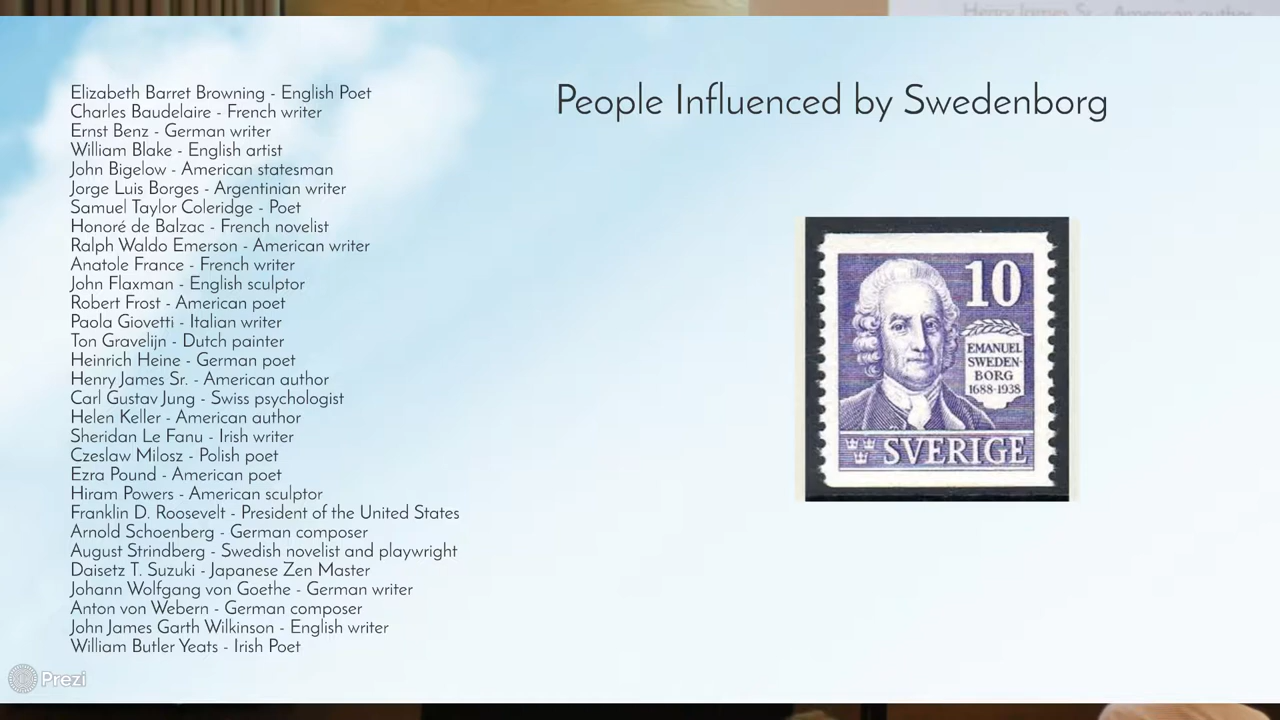 Henry James Sr. - American author
People Influenced by Swedenborg
Elizabeth Barret Browning - English Poet
Charles Baudelaire - French writer
Ernst Benz - German writer
William Blake - English artist
John Bigelow - American statesman
Jorge Luis Borges - Argentinian writer
Samuel Taylor Coleridge - Poet
Honoré de Balzac - French novelist
Ralph Waldo Emerson - American writer
Anatole France - French writer
John Flaxman - English sculptor
Robert Frost - American poet
Paola Giovetti - Italian writer
Ton Gravelijn - Dutch painter
Heinrich Heine - German poet
Henry James Sr. - American author
Carl Gustav Jung - Swiss psychologist
Helen Keller - American author
Sheridan Le Fanu - Irish writer
Czeslaw Milosz - Polish poet
Ezra Pound - American poet
Hiram Powers - American sculptor
Franklin D. Roosevelt - President of the United States
Arnold Schoenberg - German composer
August Strindberg - Swedish novelist and playwright
Daisetz T. Suzuki - Japanese Zen Master
Johann Wolfgang von Goethe - German writer
Anton von Webern - German composer
John James Garth Wilkinson - English writer
William Butler Yeats - Irish Poet
10
EMANUEL
SWEDEN-
BORG
1688-1938
SVERIGE
Prezi